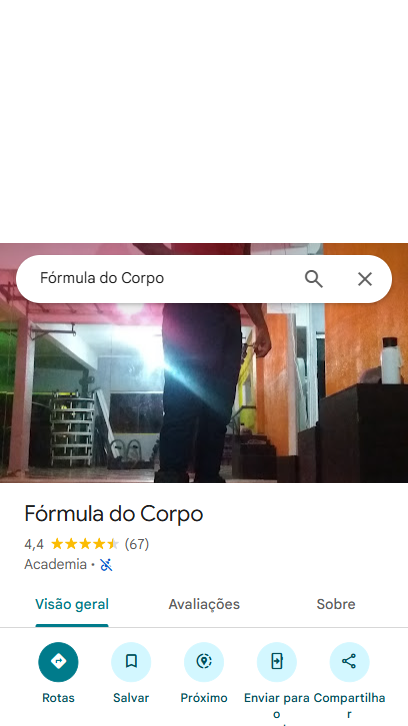 Fórmula do Corpo
Fórmula do Corpo
4,4 (67)
Academia ·
Visão geral Avaliações Sobre
Rotas Salvar Próximo Enviar para Compartilha
o r